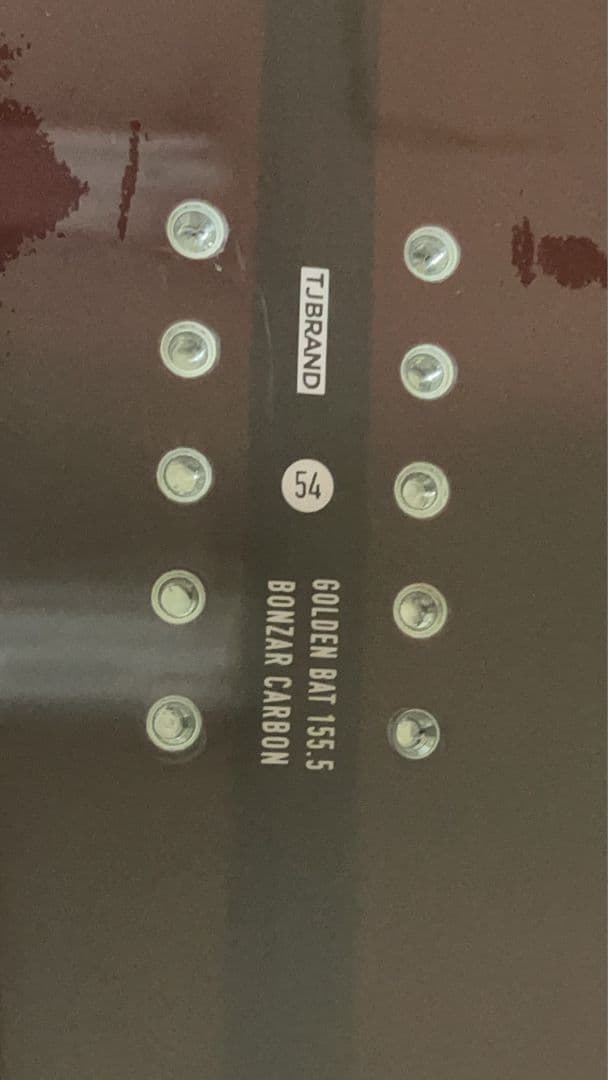 TJBRAND
54
GOLDEN BAT 155.5
BONZAR CARBON